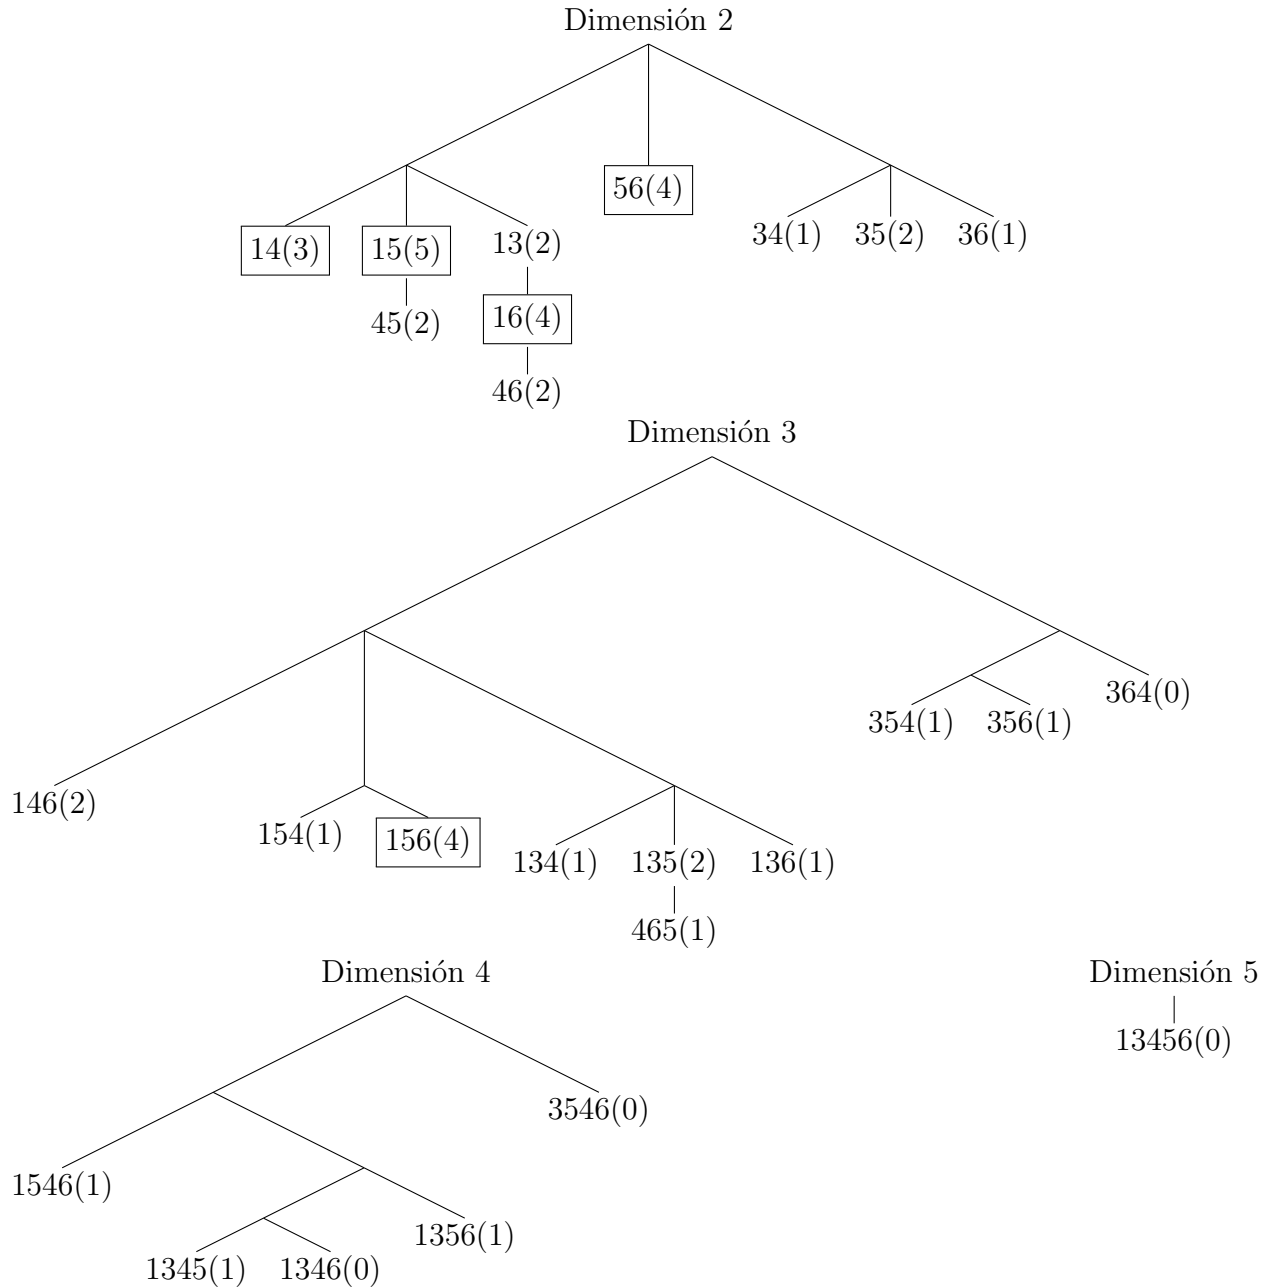 Dimensión 2
56(4)
14(3) 15(5) 13(2) 34(1) 35(2) 36(1)
45(2) 16(4)
46(2)
Dimensión 3
364(0)
354(1) 356(1)
146(2)
154(1) 156(4) 134(1) 135(2) 136(1)
465(1)
Dimensión 4 Dimensión 5
13456(0)
3546(0)
1546(1)
1356(1)
1345(1) 1346(0)